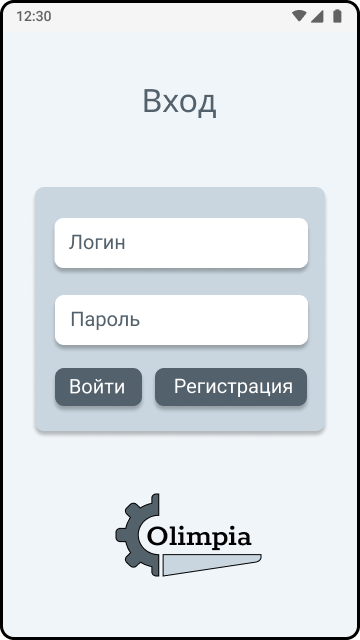 12:30
Вход
Логин
Пароль
Войти Регистрация
Olimpia